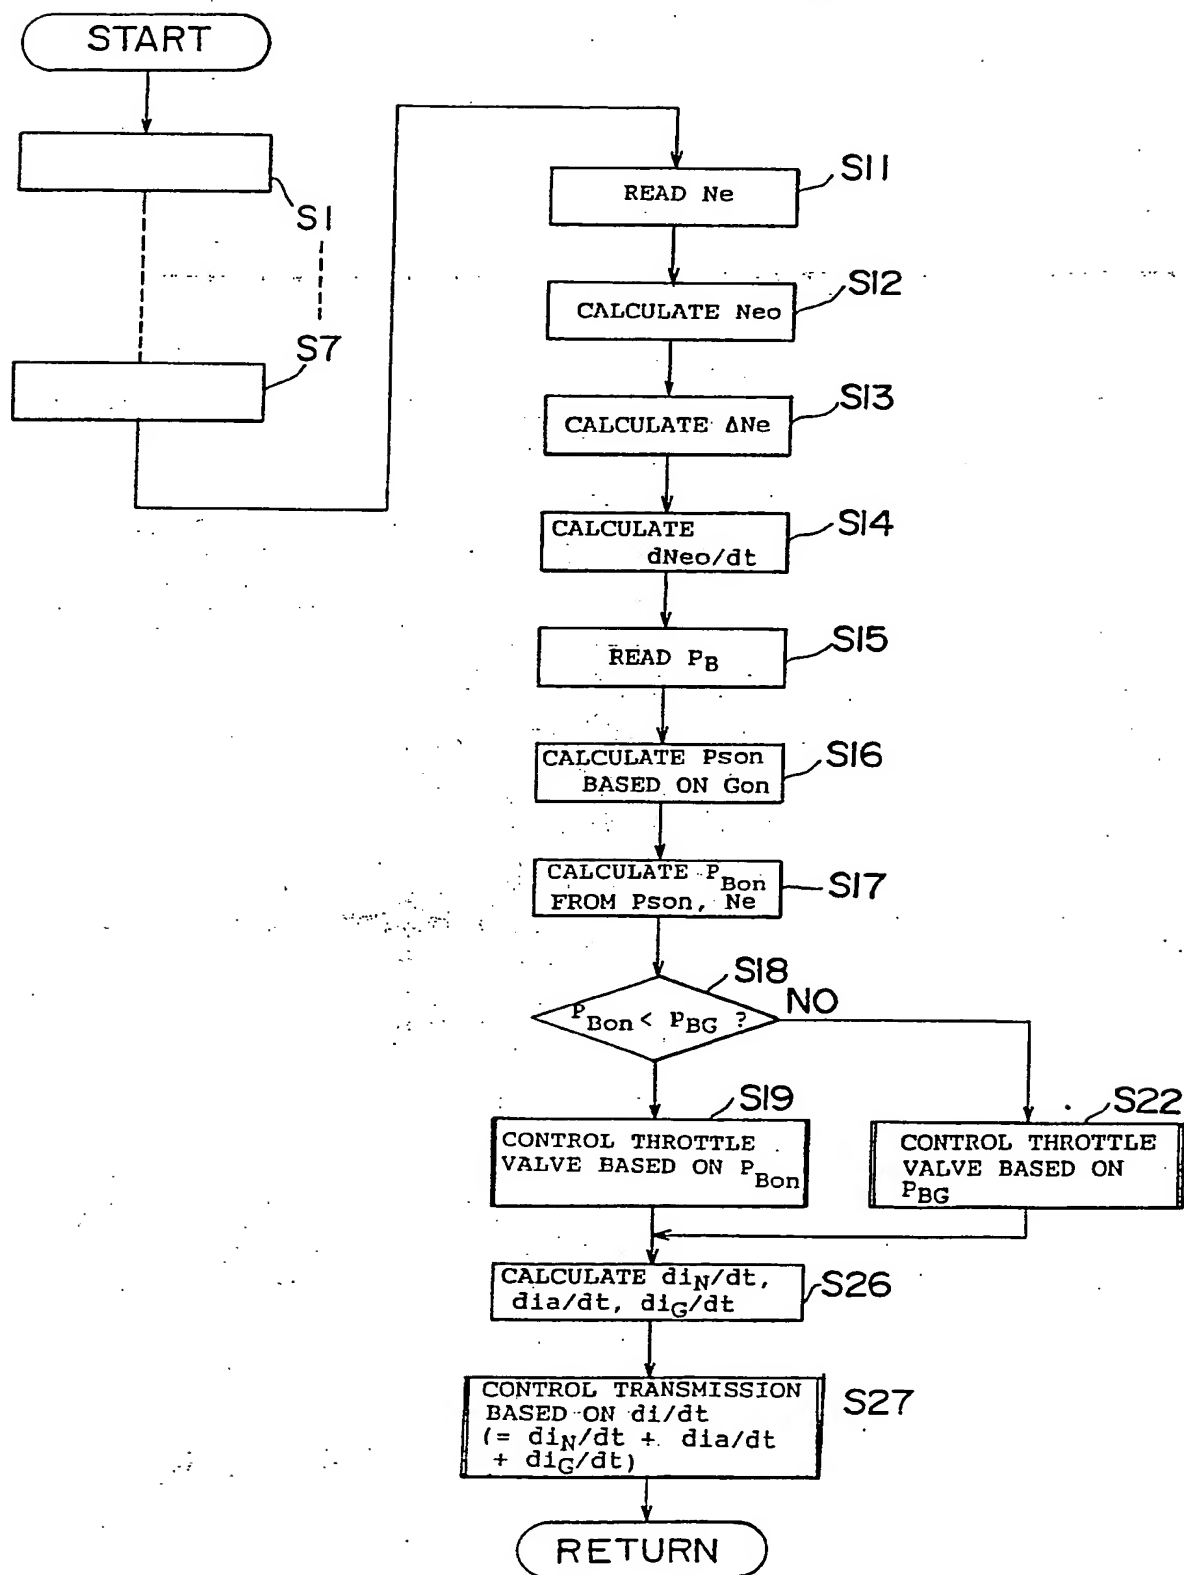 START
S1
S7
READ Ne
S11
CALCULATE Neo
S12
CALCULATE ΔNe
S13
CALCULATE
dNeo/dt
S14
READ PB
S15
CALCULATE Pson
BASED ON Gon
S16
CALCULATE PBon
FROM Pson, Ne
S17
PBon < PBG ?
S18
NO
CONTROL THROTTLE
VALVE BASED ON PBon
S19
CONTROL THROTTLE
VALVE BASED ON
PBG
S22
CALCULATE diN/dt,
dia/dt, diG/dt
S26
CONTROL TRANSMISSION
BASED ON di/dt
(= diN/dt + dia/dt
+ diG/dt)
S27
RETURN